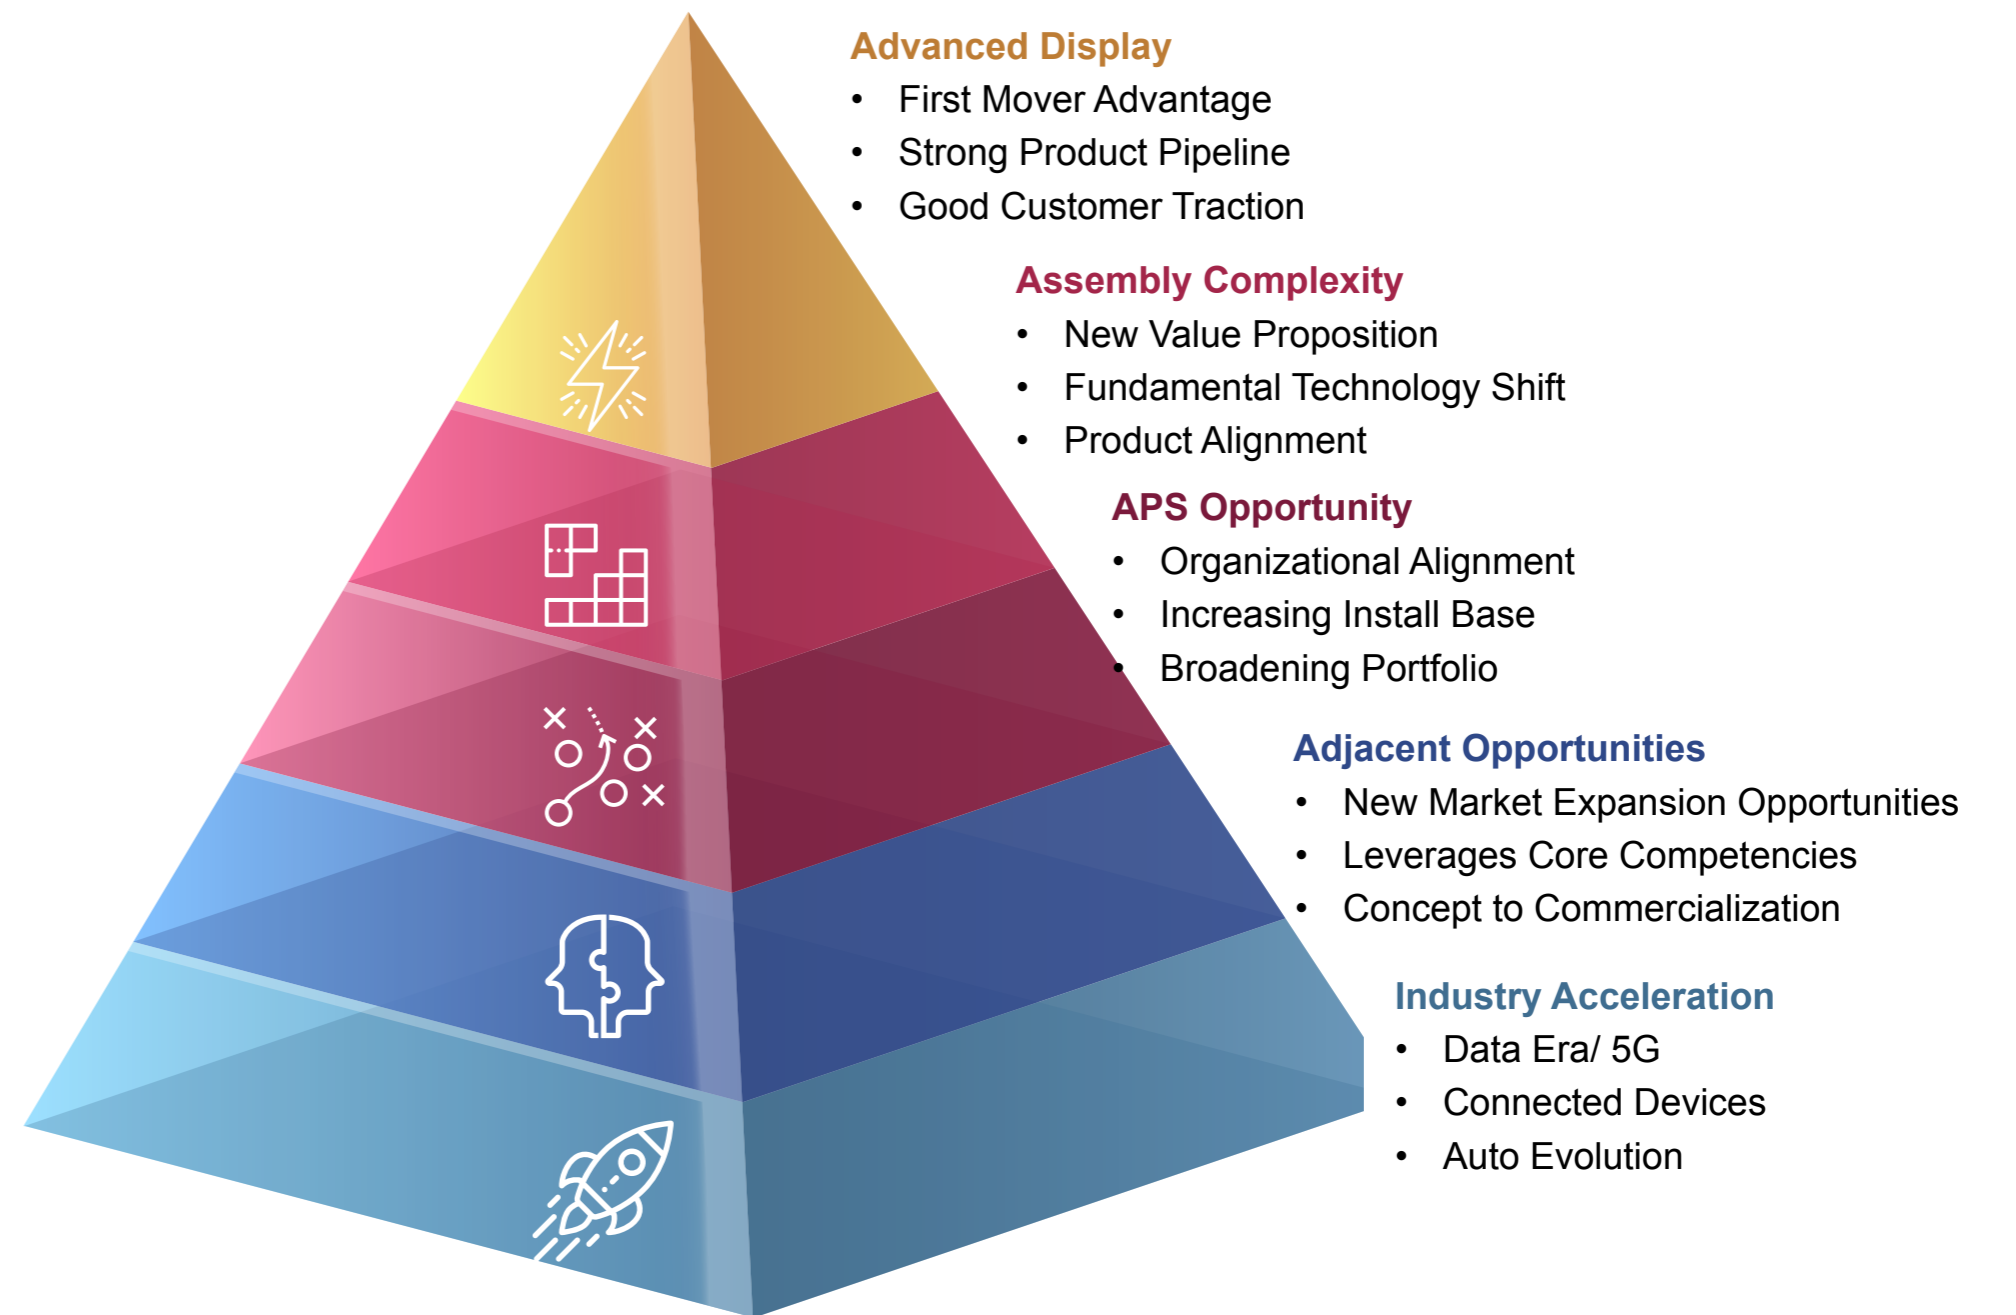 Advanced Display
• First Mover Advantage
• Strong Product Pipeline
• Good Customer Traction
Assembly Complexity
• New Value Proposition
• Fundamental Technology Shift
• Product Alignment
APS Opportunity
• Organizational Alignment
• Increasing Install Base
• Broadening Portfolio
Adjacent Opportunities
• New Market Expansion Opportunities
• Leverages Core Competencies
• Concept to Commercialization
Industry Acceleration
• Data Era/ 5G
• Connected Devices
• Auto Evolution